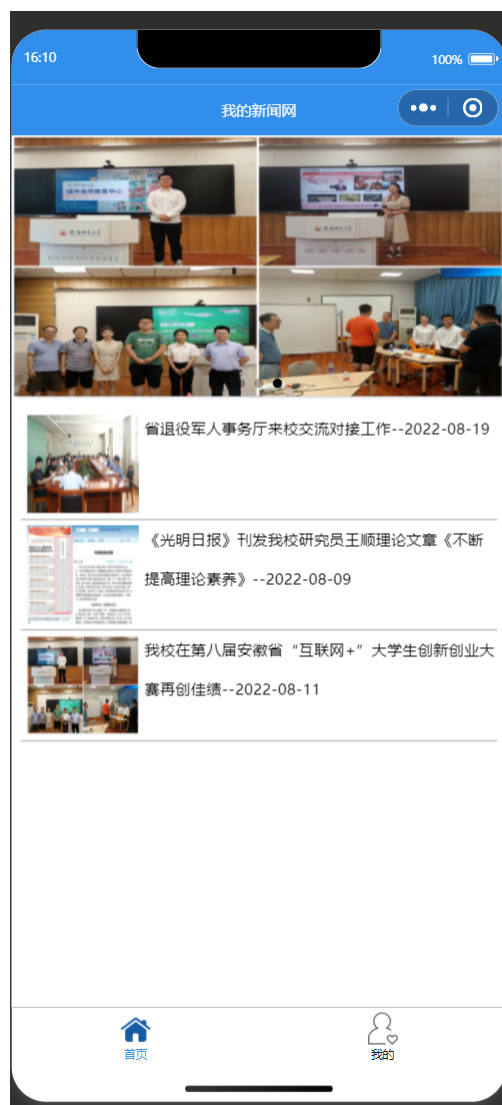 16:10
100%
我的新闻网
省退役军人事务厅来校交流对接工作--2022-08-19
《光明日报》刊发我校研究员王顺理论文章《不断
提高理论素养》--2022-08-09
我校在第八届安徽省“互联网+”大学生创新创业大
赛再创佳绩--2022-08-11
首页
我的